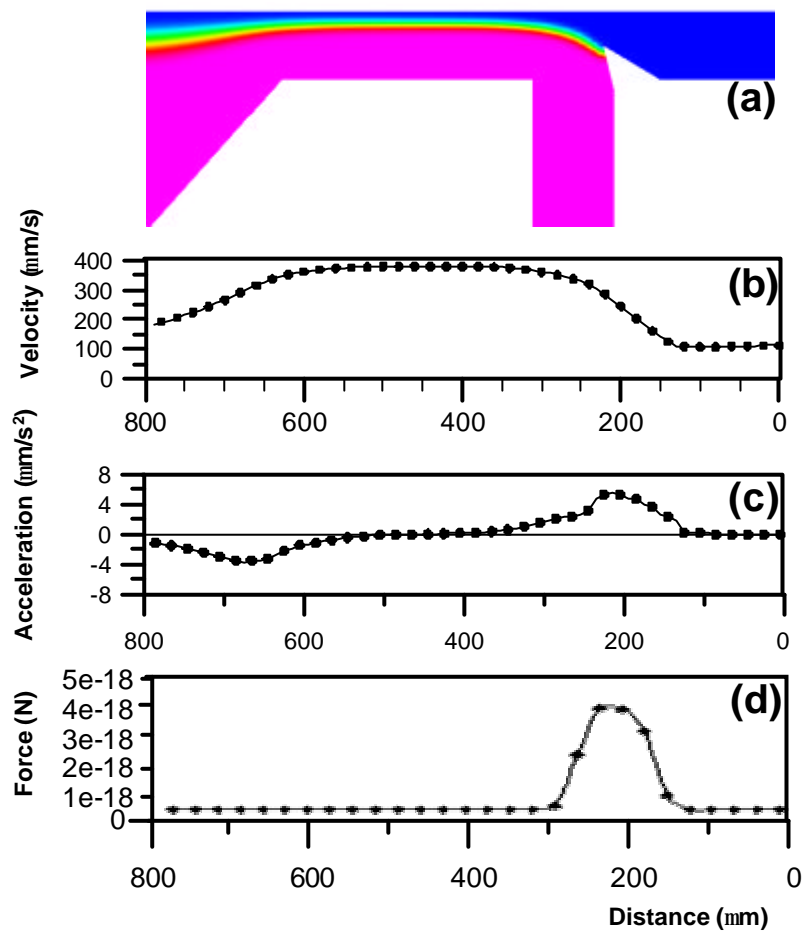 (a)
Velocity (mm/s)
400
300
200
100
0
(b)
800 600 400 200 0
Acceleration (mm/s²)
8
4
0
-4
-8
(c)
800 600 400 200 0
Force (N)
5e-18
4e-18
3e-18
2e-18
1e-18
0
(d)
800 600 400 200 0
Distance (mm)